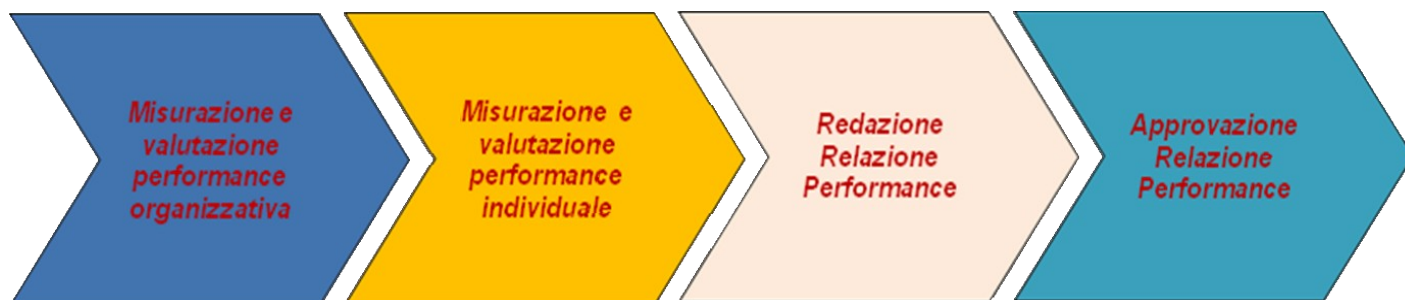 Misurazione e
valutazione
performance
organizzativa
Misurazione e
valutazione
performance
individuale
Redazione
Relazione
Performance
Approvazione
Relazione
Performance